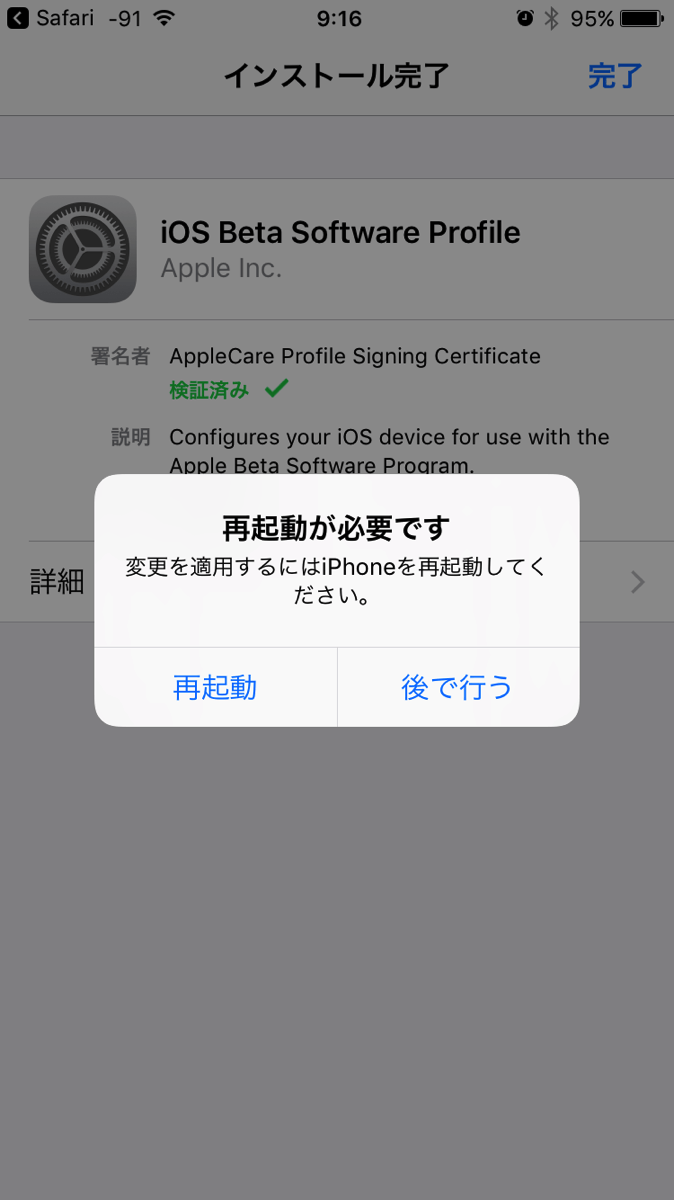 Safari -91 9:16 95%
インストール完了 完了
iOS Beta Software Profile
Apple Inc.
署名者 AppleCare Profile Signing Certificate
検証済み
説明 Configures your iOS device for use with the
Apple Beta Software Program.
再起動が必要です
変更を適用するにはiPhoneを再起動してく
ださい。
詳細
再起動 後で行う